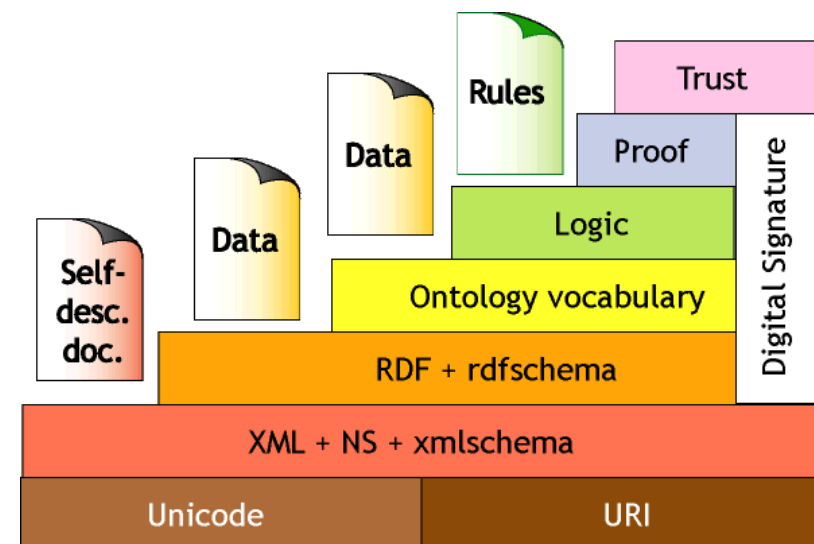 Rules
Trust
Data
Proof
Data
Logic
Self-
desc.
doc.
Ontology vocabulary
Digital Signature
RDF + rdfschema
XML + NS + xmlschema
Unicode
URI